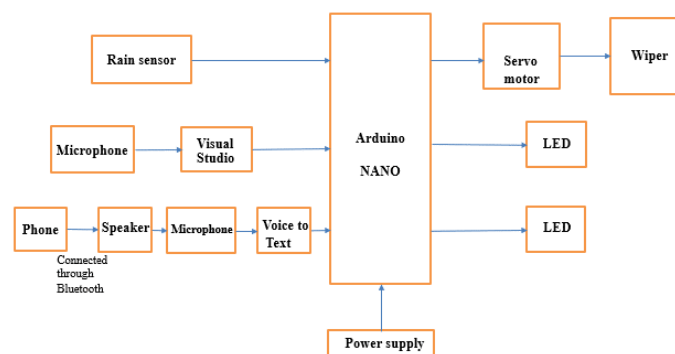 Rain sensor
Servo
motor
Wiper
Microphone
Visual
Studio
Arduino
NANO
LED
Phone
Speaker
Microphone
Voice to
Text
LED
Connected
through
Bluetooth
Power supply